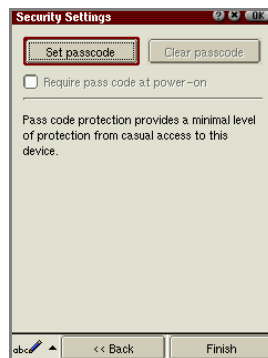 Security Settings ? X OK
Set passcode Clear passcode
Require pass code at power-on
Pass code protection provides a minimal level
of protection from casual access to this
device.
abc << Back Finish